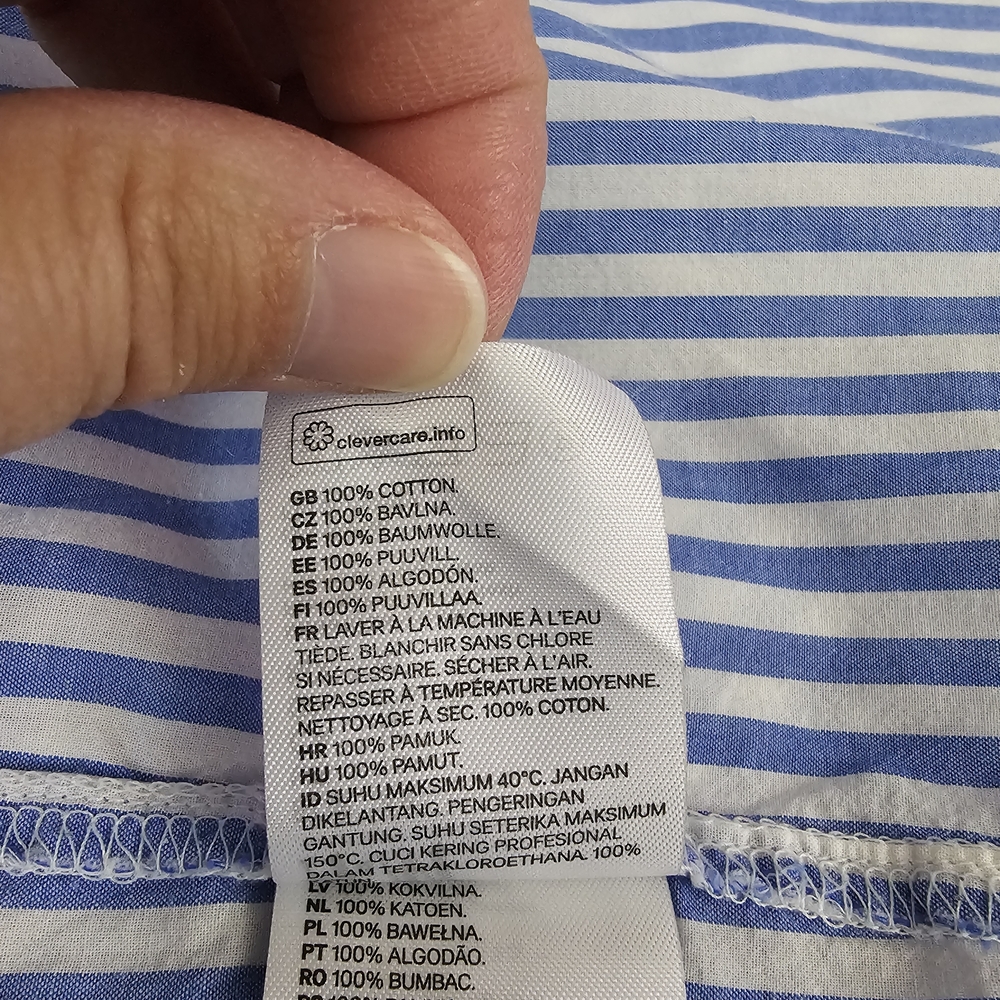 clevercare.info
GB 100% COTTON.
CZ 100% BAVLNA.
DE 100% BAUMWOLLE.
EE 100% PUUVILL.
ES 100% ALGODÓN.
FI 100% PUUVILLAA.
FR LAVER À LA MACHINE À L'EAU
TIÈDE. BLANCHIR SANS CHLORE
SI NÉCESSAIRE. SÉCHER À L'AIR.
REPASSER À TEMPÉRATURE MOYENNE.
NETTOYAGE À SEC. 100% COTON.
HR 100% PAMUK.
HU 100% PAMUT.
ID SUHU MAKSIMUM 40°C. JANGAN
DIKELANTANG. PENGERINGAN
GANTUNG. SUHU SETERIKA MAKSIMUM
150°C. CUCI KERING PROFESIONAL
DALAM TETRAKLOROETHANA. 100%
LV 100% KOKVILNA.
NL 100% KATOEN.
PL 100% BAWEŁNA.
PT 100% ALGODÃO.
RO 100% BUMBAC.